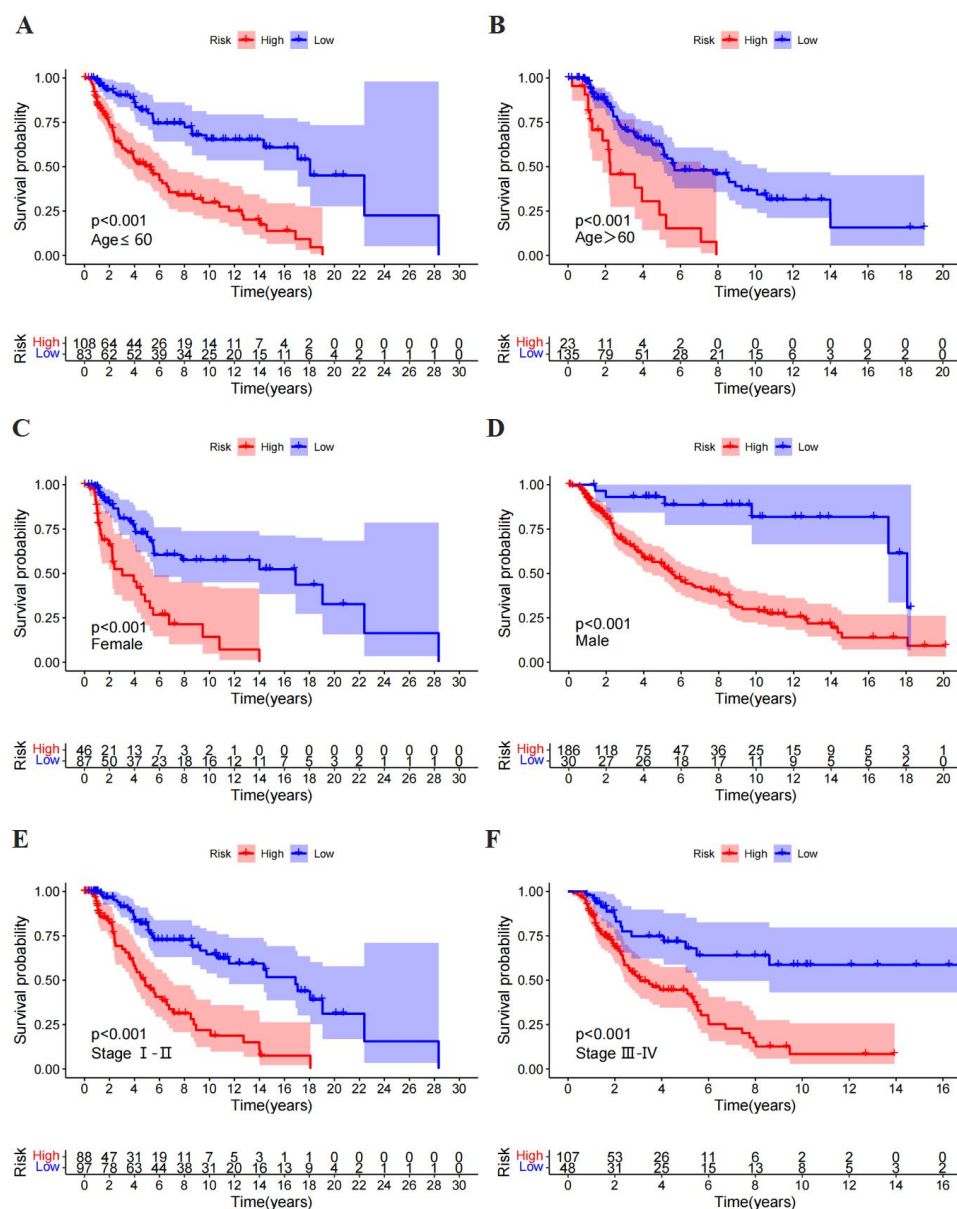 A
Risk High Low
1.00
0.75
0.50
0.25
0.00
Survival probability
p<0.001
Age≤ 60
0 2 4 6 8 10 12 14 16 18 20 22 24 26 28 30
Time(years)
Risk
High 108 64 44 26 19 14 11 7 4 2 0 0 0 0 0 0
Low 83 62 52 39 34 25 20 15 11 6 4 2 1 1 1 0
0 2 4 6 8 10 12 14 16 18 20 22 24 26 28 30
Time(years)
B
Risk High Low
1.00
0.75
0.50
0.25
0.00
Survival probability
p<0.001
Age>60
0 2 4 6 8 10 12 14 16 18 20
Time(years)
Risk
High 23 11 4 2 0 0 0 0 0 0 0
Low 135 79 51 28 21 15 6 3 2 2 0
0 2 4 6 8 10 12 14 16 18 20
Time(years)
C
Risk High Low
1.00
0.75
0.50
0.25
0.00
Survival probability
p<0.001
Female
0 2 4 6 8 10 12 14 16 18 20 22 24 26 28 30
Time(years)
Risk
High 46 21 13 7 3 2 1 0 0 0 0 0 0 0 0 0
Low 87 50 37 23 18 16 12 11 7 5 3 2 1 1 1 0
0 2 4 6 8 10 12 14 16 18 20 22 24 26 28 30
Time(years)
D
Risk High Low
1.00
0.75
0.50
0.25
0.00
Survival probability
p<0.001
Male
0 2 4 6 8 10 12 14 16 18 20
Time(years)
Risk
High 186 118 75 47 36 25 15 9 5 3 1
Low 30 27 26 18 17 11 9 5 5 2 0
0 2 4 6 8 10 12 14 16 18 20
Time(years)
E
Risk High Low
1.00
0.75
0.50
0.25
0.00
Survival probability
p<0.001
Stage Ⅰ-Ⅱ
0 2 4 6 8 10 12 14 16 18 20 22 24 26 28 30
Time(years)
Risk
High 88 47 31 19 11 7 5 3 1 1 0 0 0 0 0 0
Low 97 78 63 44 38 31 20 16 13 9 4 2 1 1 1 0
0 2 4 6 8 10 12 14 16 18 20 22 24 26 28 30
Time(years)
F
Risk High Low
1.00
0.75
0.50
0.25
0.00
Survival probability
p<0.001
Stage Ⅲ-Ⅳ
0 2 4 6 8 10 12 14 16
Time(years)
Risk
High 107 53 26 11 6 2 2 0 0
Low 48 31 25 15 13 8 5 3 2
0 2 4 6 8 10 12 14 16
Time(years)